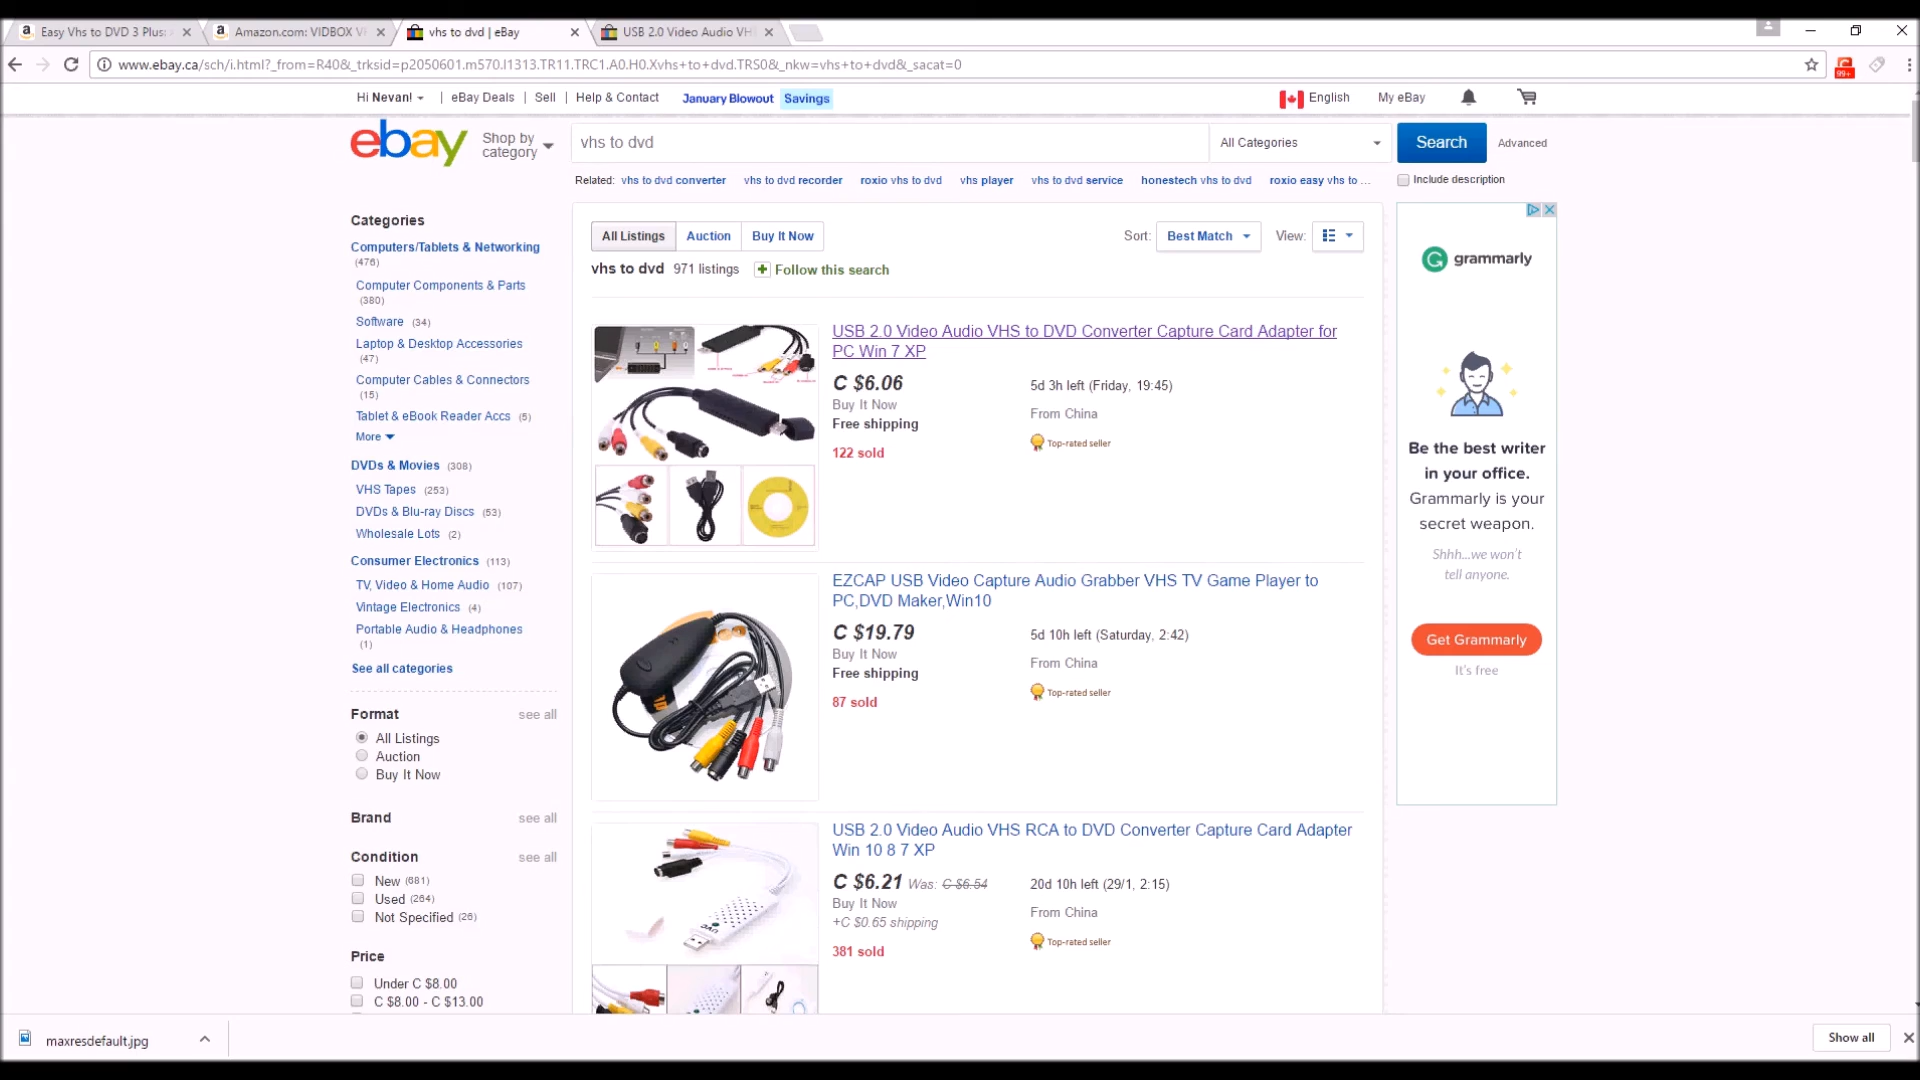 Easy Vhs to DVD 3 Plus:
Amazon.com: VIDBOX Vi
vhs to dvd | eBay
USB 2.0 Video Audio VH
www.ebay.ca/sch/i.html?_from=R40&_trksid=p2050601.m570.l1313.TR11.TRC1.A0.H0.Xvhs+to+dvd.TRS0&_nkw=vhs+to+dvd&_sacat=0
99+
Hi Nevan! | eBay Deals | Sell | Help & Contact January Blowout Savings
English My eBay
ebay
Shop by
category
vhs to dvd
All Categories
Search
Advanced
Related: vhs to dvd converter vhs to dvd recorder roxio vhs to dvd vhs player vhs to dvd service honestech vhs to dvd roxio easy vhs to ...
Include description
Categories
Computers/Tablets & Networking
(476)
Computer Components & Parts
(380)
Software (34)
Laptop & Desktop Accessories
(47)
Computer Cables & Connectors
(15)
Tablet & eBook Reader Accs (5)
More
DVDs & Movies (308)
VHS Tapes (253)
DVDs & Blu-ray Discs (53)
Wholesale Lots (2)
Consumer Electronics (113)
TV, Video & Home Audio (107)
Vintage Electronics (4)
Portable Audio & Headphones
(1)
See all categories
Format see all
All Listings
Auction
Buy It Now
Brand see all
Condition see all
New (681)
Used (264)
Not Specified (26)
Price
Under C $8.00
C $8.00 - C $13.00
All Listings Auction Buy It Now
Sort: Best Match View:
vhs to dvd 971 listings Follow this search
USB 2.0 Video Audio VHS to DVD Converter Capture Card Adapter for
PC Win 7 XP
C $6.06
Buy It Now
Free shipping
122 sold
5d 3h left (Friday, 19:45)
From China
Top-rated seller
EZCAP USB Video Capture Audio Grabber VHS TV Game Player to
PC,DVD Maker,Win10
C $19.79
Buy It Now
Free shipping
87 sold
5d 10h left (Saturday, 2:42)
From China
Top-rated seller
USB 2.0 Video Audio VHS RCA to DVD Converter Capture Card Adapter
Win 10 8 7 XP
C $6.21 Was: C $6.54
Buy It Now
+C $0.65 shipping
381 sold
20d 10h left (29/1, 2:15)
From China
Top-rated seller
grammarly
Be the best writer
in your office.
Grammarly is your
secret weapon.
Shhh...we won't
tell anyone.
Get Grammarly
It's free
maxresdefault.jpg
Show all